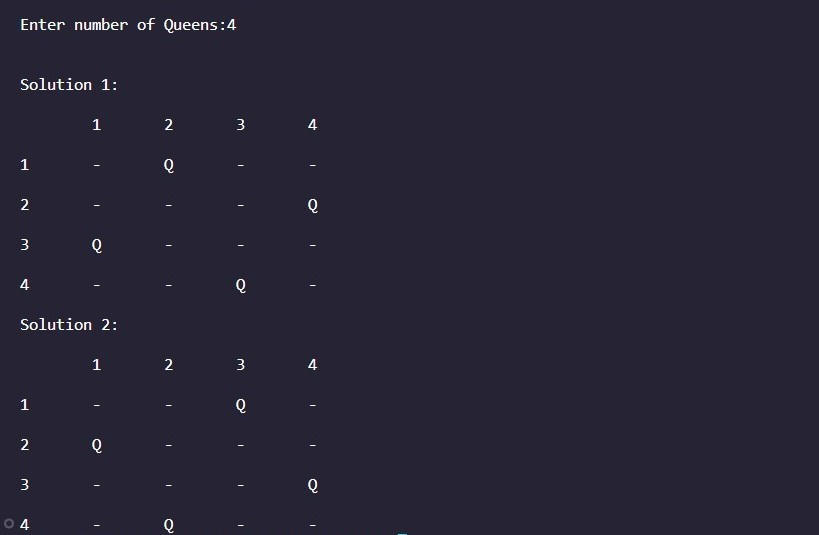 Enter number of Queens:4
Solution 1:
1 2 3 4
1 - Q - -
2 - - - Q
3 Q - - -
4 - - Q -
Solution 2:
1 2 3 4
1 - - Q -
2 Q - - -
3 - - - Q
4 - Q - -